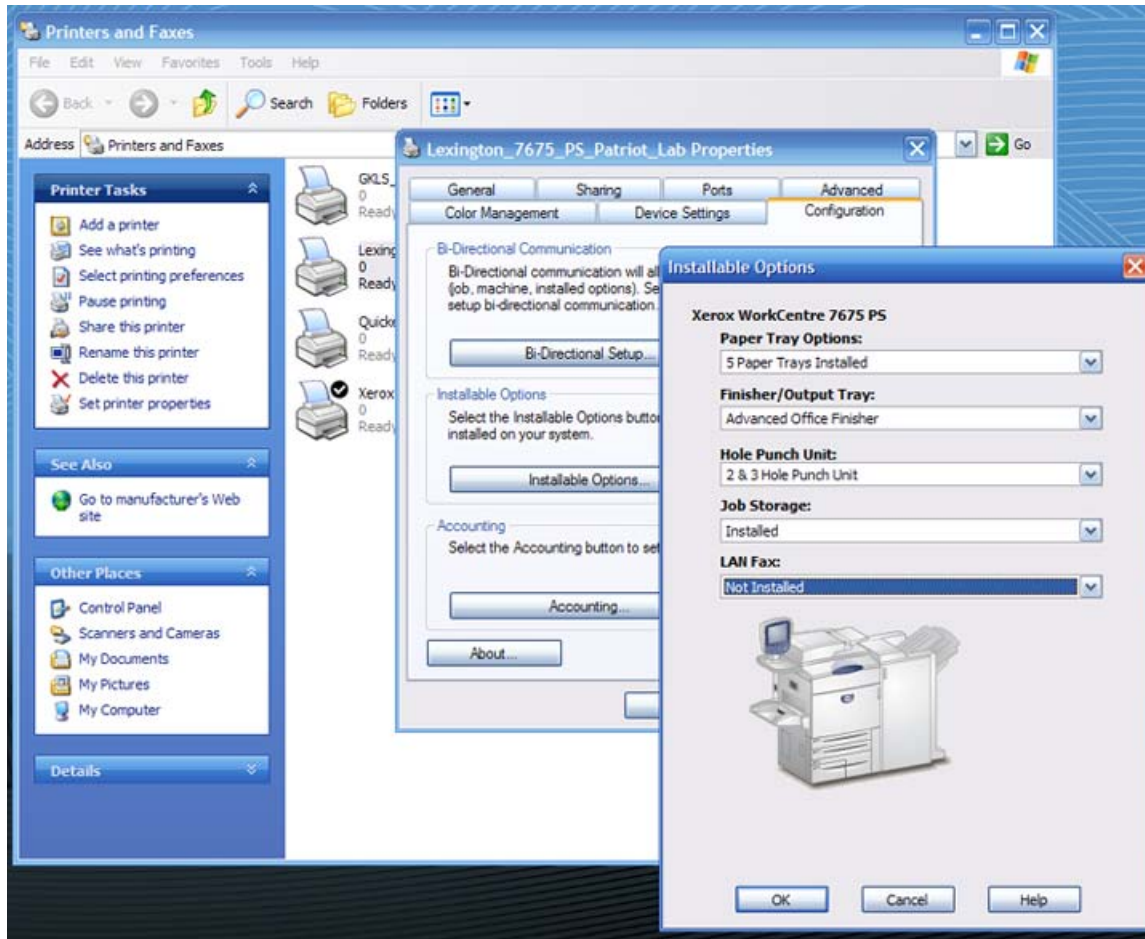 Printers and Faxes
File Edit View Favorites Tools Help
Back Search Folders
Address Printers and Faxes Go
Printer Tasks
Add a printer
See what's printing
Select printing preferences
Pause printing
Share this printer
Rename this printer
Delete this printer
Set printer properties
See Also
Go to manufacturer's Web
site
Other Places
Control Panel
Scanners and Cameras
My Documents
My Pictures
My Computer
Details
GKLS_
0
Ready
Lexing
0
Ready
Quicke
0
Ready
Xerox
0
Ready
Lexington_7675_PS_Patriot_Lab Properties
General Sharing Ports Advanced
Color Management Device Settings Configuration
Bi-Directional Communication
Bi-Directional communication will al
(job, machine, installed options). Se
setup bi-directional communication.
Bi-Directional Setup...
Installable Options
Select the Installable Options butto
installed on your system.
Installable Options...
Accounting
Select the Accounting button to set
Accounting...
About...
Installable Options
Xerox WorkCentre 7675 PS
Paper Tray Options:
5 Paper Trays Installed
Finisher/Output Tray:
Advanced Office Finisher
Hole Punch Unit:
2 & 3 Hole Punch Unit
Job Storage:
Installed
LAN Fax:
Not Installed
OK Cancel Help